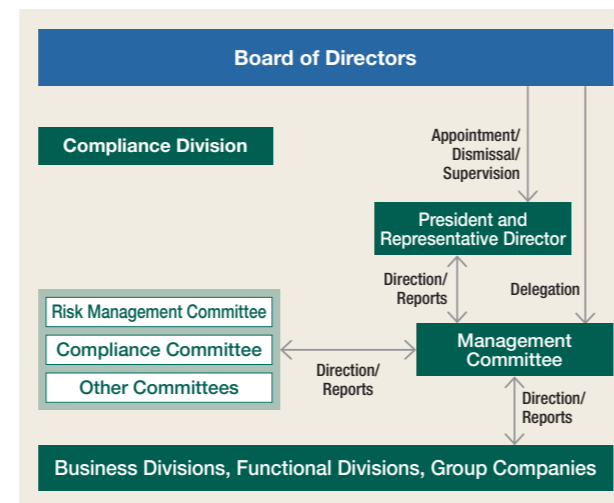 Board of Directors
Compliance Division
Appointment/
Dismissal/
Supervision
President and
Representative Director
Direction/
Reports
Delegation
Risk Management Committee
Compliance Committee
Other Committees
Direction/
Reports
Management
Committee
Direction/
Reports
Business Divisions, Functional Divisions, Group Companies